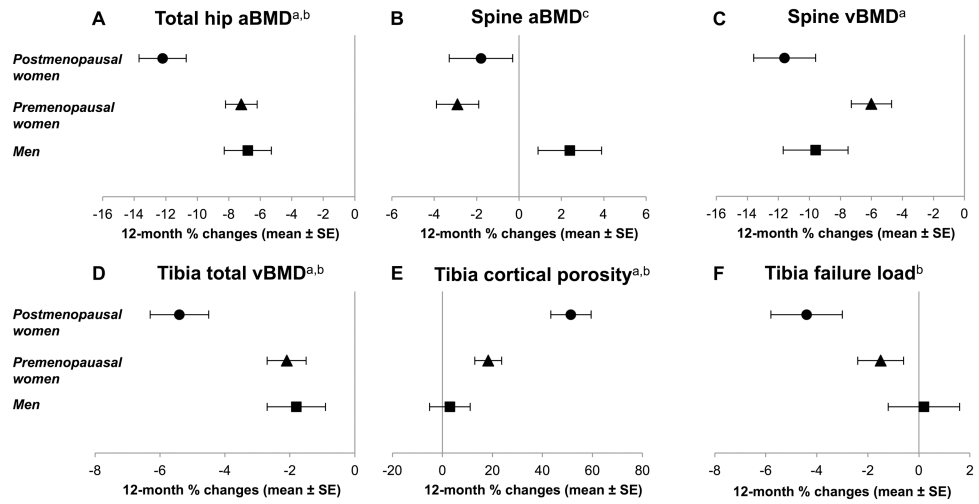 A Total hip aBMDa,b
B Spine aBMDc
C Spine vBMDa
Postmenopausal
women
Premenopausal
women
Men
-16 -14 -12 -10 -8 -6 -4 -2 0
12-month % changes (mean ± SE)
-6 -4 -2 0 2 4 6
12-month % changes (mean ± SE)
-16 -14 -12 -10 -8 -6 -4 -2 0
12-month % changes (mean ± SE)
D Tibia total vBMDa,b
E Tibia cortical porositya,b
F Tibia failure loadb
Postmenopausal
women
Premenopauasal
women
Men
-8 -6 -4 -2 0
12-month % changes (mean ± SE)
-20 0 20 40 60 80
12-month % changes (mean ± SE)
-8 -6 -4 -2 0 2
12-month % changes (mean ± SE)